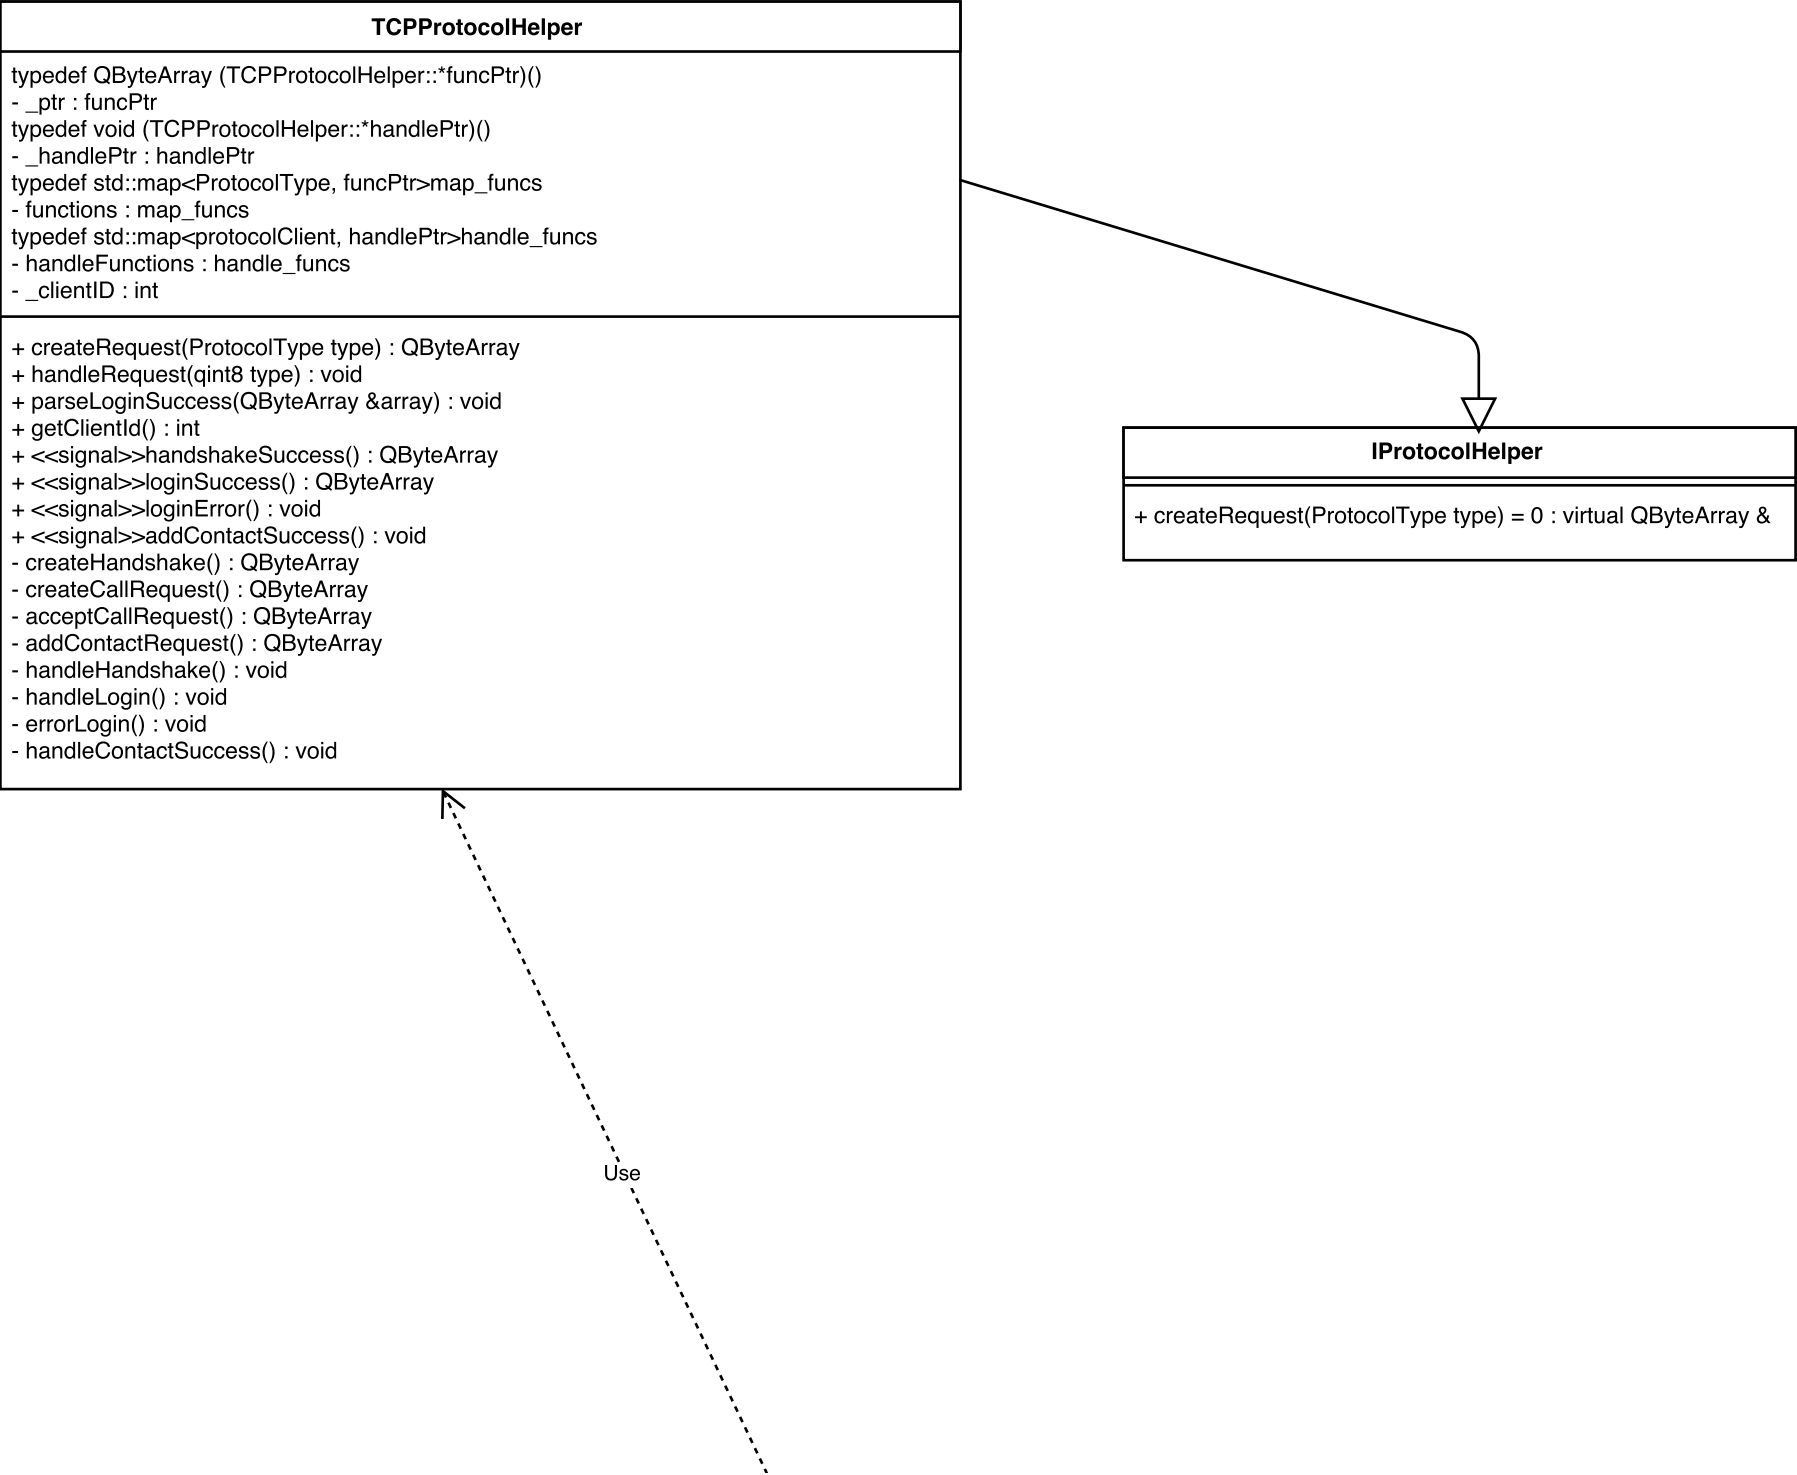 TCPProtocolHelper
typedef QByteArray (TCPProtocolHelper::*funcPtr)()
- _ptr : funcPtr
typedef void (TCPProtocolHelper::*handlePtr)()
- _handlePtr : handlePtr
typedef std::map<ProtocolType, funcPtr>map_funcs
- functions : map_funcs
typedef std::map<protocolClient, handlePtr>handle_funcs
- handleFunctions : handle_funcs
- _clientID : int
+ createRequest(ProtocolType type) : QByteArray
+ handleRequest(qint8 type) : void
+ parseLoginSuccess(QByteArray &array) : void
+ getClientId() : int
+ <<signal>>handshakeSuccess() : QByteArray
+ <<signal>>loginSuccess() : QByteArray
+ <<signal>>loginError() : void
+ <<signal>>addContactSuccess() : void
- createHandshake() : QByteArray
- createCallRequest() : QByteArray
- acceptCallRequest() : QByteArray
- addContactRequest() : QByteArray
- handleHandshake() : void
- handleLogin() : void
- errorLogin() : void
- handleContactSuccess() : void
IProtocolHelper
+ createRequest(ProtocolType type) = 0 : virtual QByteArray &
Use